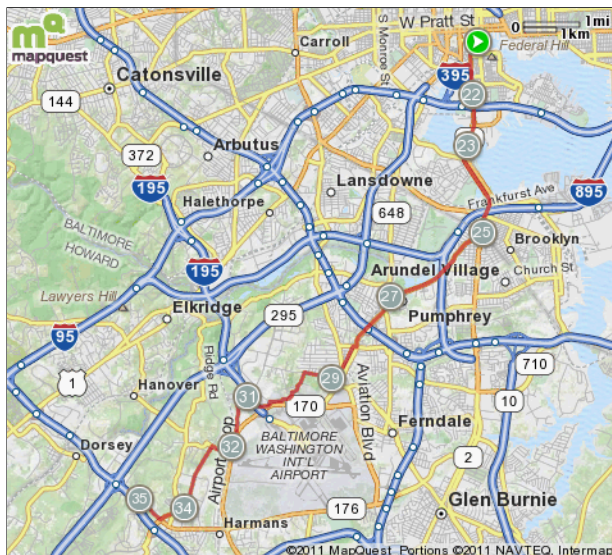 mapquest
W Pratt St
0 1mi
1km
Federal Hill
S Monroe St
Carroll
Catonsville
395
22
144
23
372
Arbutus
195
Lansdowne
Frankfurst Ave
895
Halethorpe
648
25
Brooklyn
BALTIMORE
HOWARD
195
Church St
Arundel Village
Lawyers Hill
Elkridge
27
Pumphrey
295
95
Ridge Rd
710
1
Hanover
29
31
170
Aviation Blvd
10
Ferndale
32
BALTIMORE
WASHINGTON
INT'L
AIRPORT
Dorsey
2
35
34
176
Glen Burnie
Harmans
©2011 MapQuest Portions ©2011 NAVTEQ, Intermap